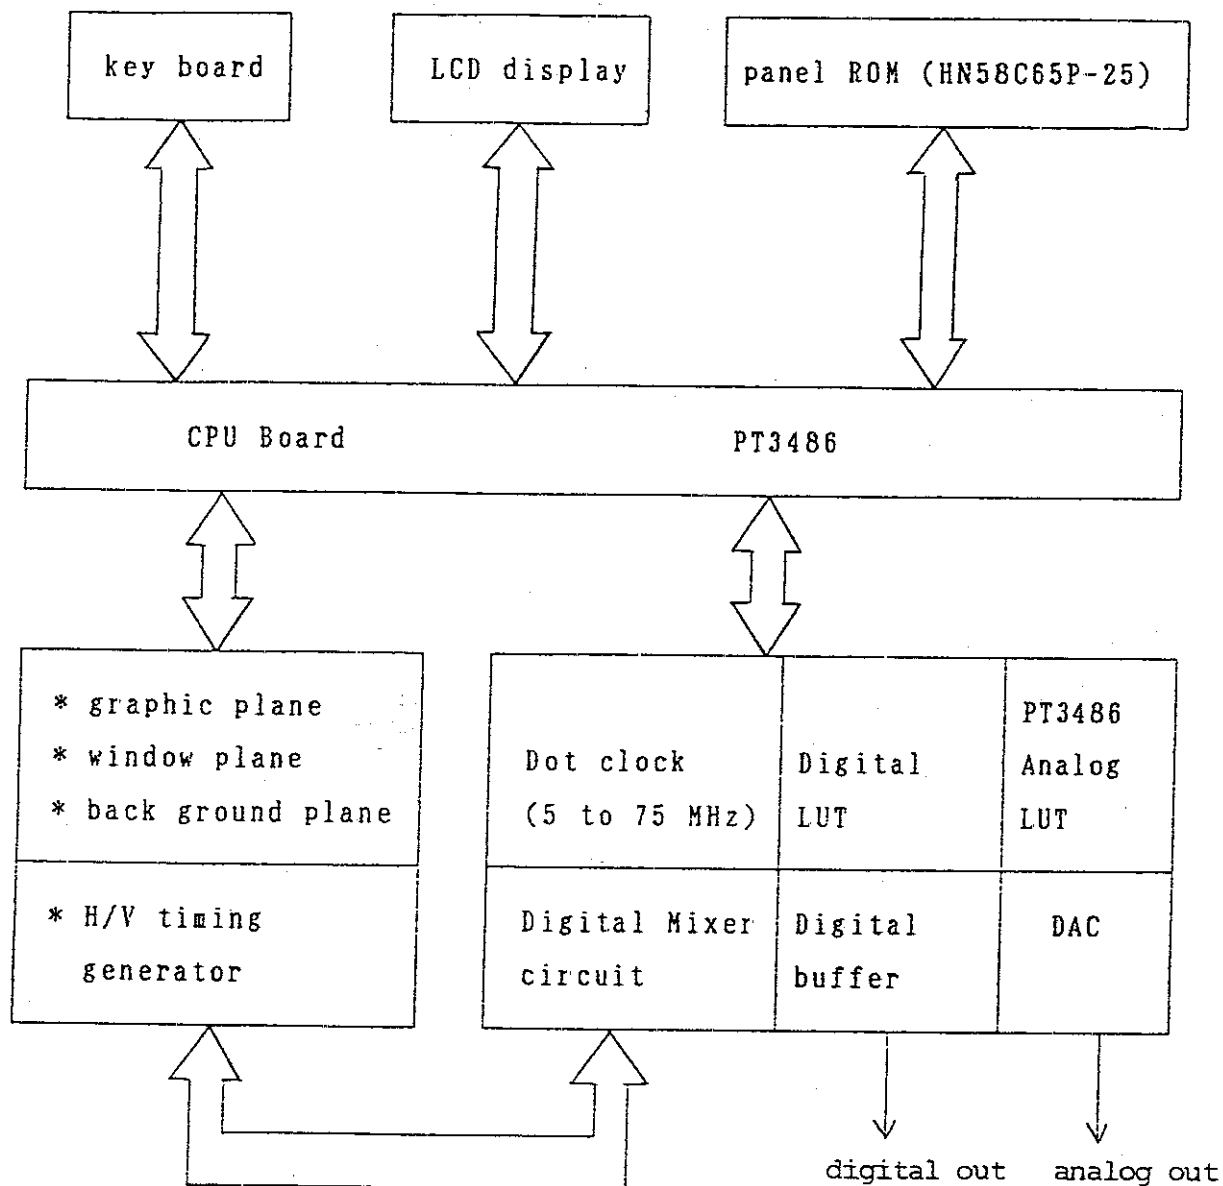 key board
LCD display
panel ROM (HN58C65P-25)
CPU Board
PT3486
* graphic plane
* window plane
* back ground plane
* H/V timing
generator
Dot clock
(5 to 75 MHz)
Digital
LUT
PT3486
Analog
LUT
Digital Mixer
circuit
Digital
buffer
DAC
digital out
analog out